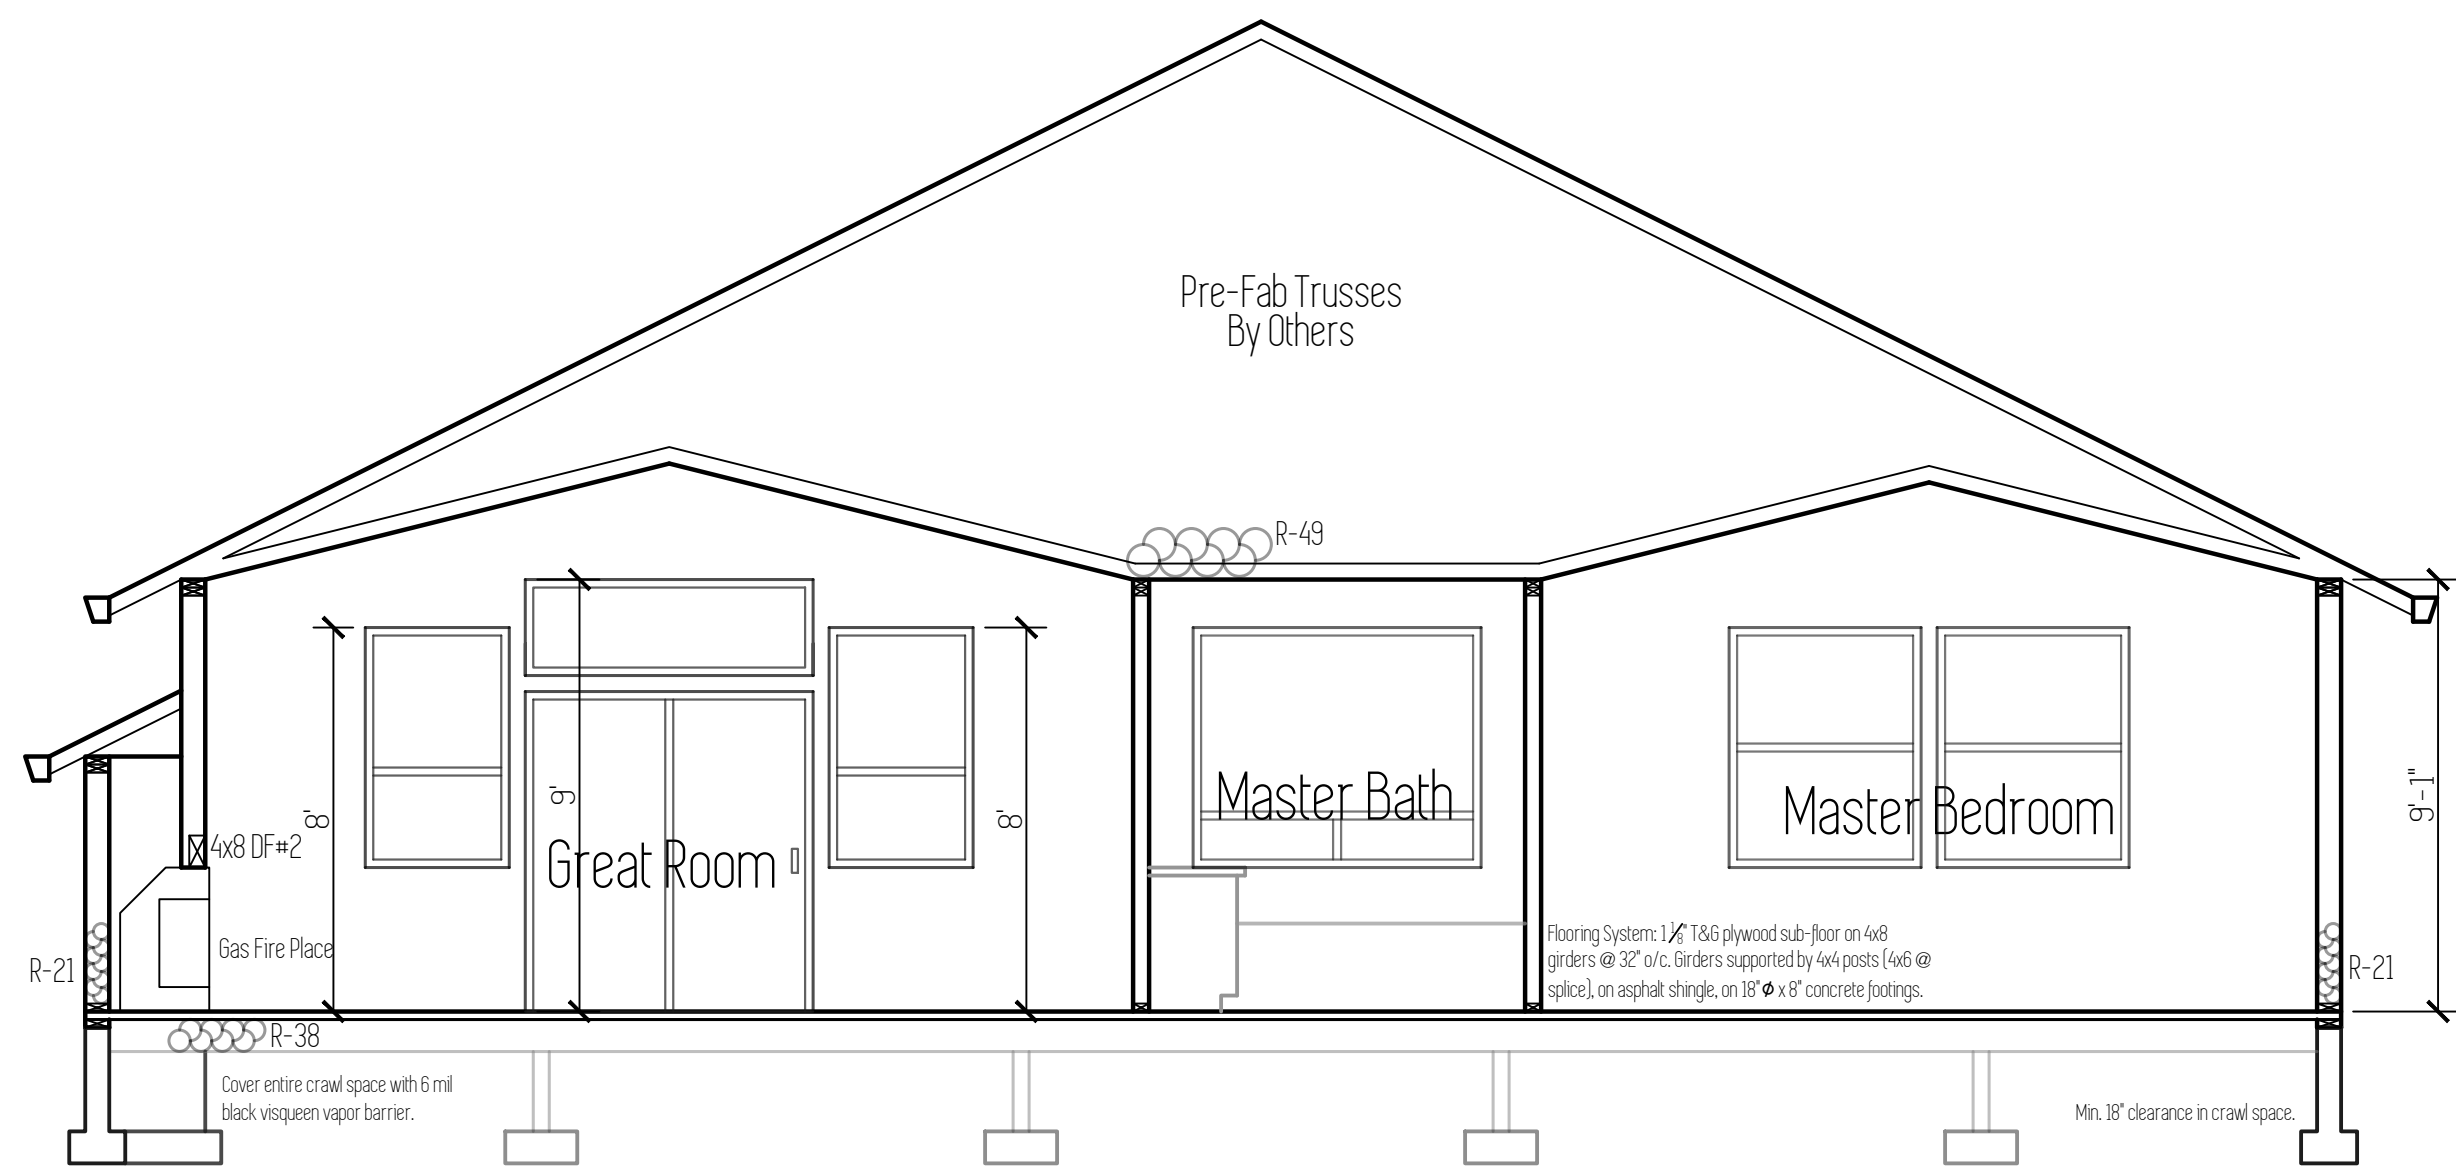 Pre-Fab Trusses
By Others
R-49
8'
9'
8'
9'-1"
Master Bath
Master Bedroom
4x8 DF#2
Great Room
Gas Fire Place
R-21
Flooring System: 1 1/8" T&G plywood sub-floor on 4x8
girders @ 32" o/c. Girders supported by 4x4 posts (4x6 @
splice), on asphalt shingle, on 18"Ø x 8" concrete footings.
R-21
R-38
Cover entire crawl space with 6 mil
black visqueen vapor barrier.
Min. 18" clearance in crawl space.